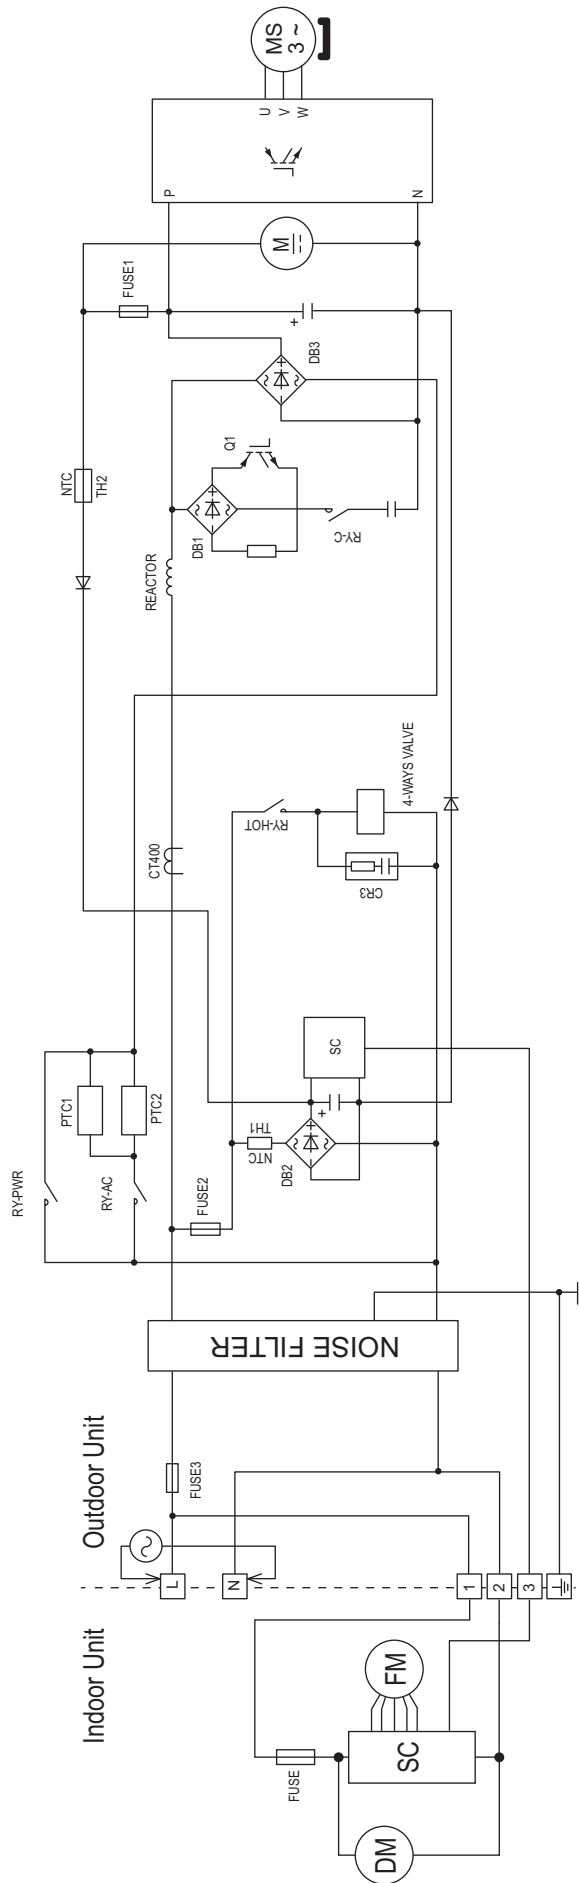 Indoor Unit
Outdoor Unit
DM
FUSE
SC
FM
L
N
1
2
3
FUSE3
NOISE FILTER
RY-PWR
RY-AC
PTC1
PTC2
FUSE2
NTC
TH1
DB2
+
SC
CT400
RY-HOT
CR3
4-WAYS VALVE
REACTOR
NTC
TH2
DB1
+
Q1
RY-C
DB3
+
FUSE1
+
M
P
N
U
V
W
MS
3 ~